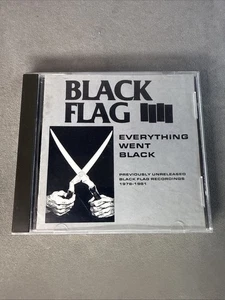 BLACK
FLAG
EVERYTHING
WENT
BLACK
PREVIOUSLY UNRELEASED
BLACK FLAG RECORDINGS
1978-1981